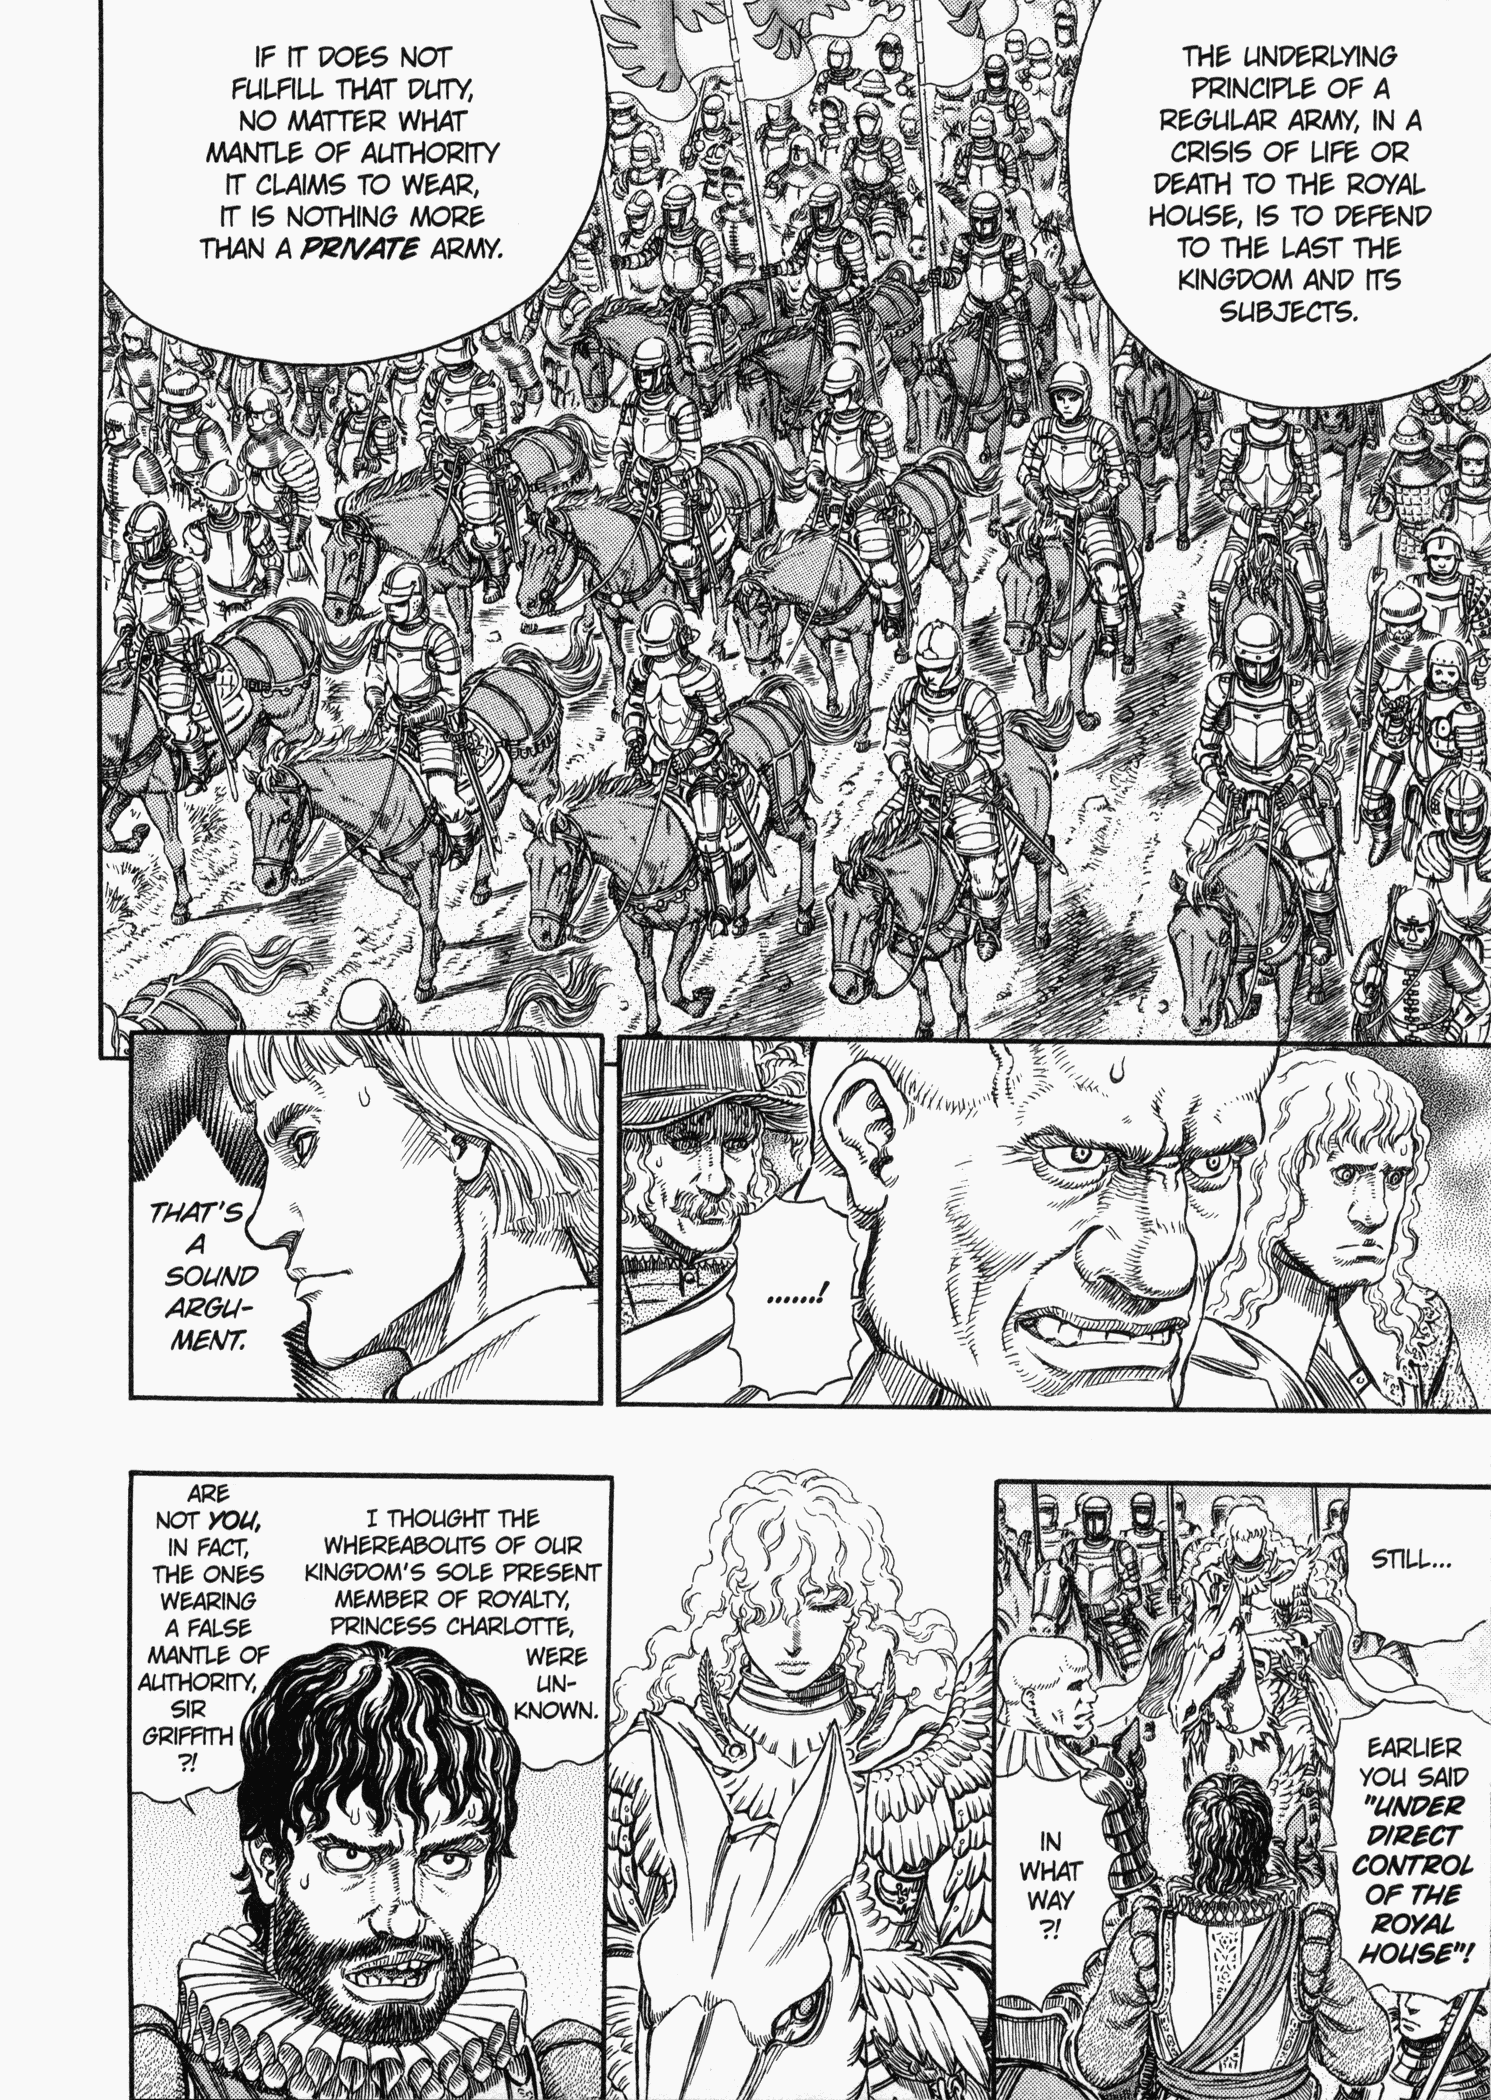 THE UNDERLYING
PRINCIPLE OF A
REGULAR ARMY, IN A
CRISIS OF LIFE OR
DEATH TO THE ROYAL
HOUSE, IS TO DEFEND
TO THE LAST THE
KINGDOM AND ITS
SUBJECTS.
IF IT DOES NOT
FULFILL THAT DUTY,
NO MATTER WHAT
MANTLE OF AUTHORITY
IT CLAIMS TO WEAR,
IT IS NOTHING MORE
THAN A PRIVATE ARMY.
.......!
THAT'S
A
SOUND
ARGU-
MENT.
STILL...
EARLIER
YOU SAID
"UNDER
DIRECT
CONTROL
OF THE
ROYAL
HOUSE"!
IN
WHAT
WAY
?!
I THOUGHT THE
WHEREABOUTS OF OUR
KINGDOM'S SOLE PRESENT
MEMBER OF ROYALTY,
PRINCESS CHARLOTTE,
WERE
UN-
KNOWN.
ARE
NOT YOU,
IN FACT,
THE ONES
WEARING
A FALSE
MANTLE OF
AUTHORITY,
SIR
GRIFFITH
?!